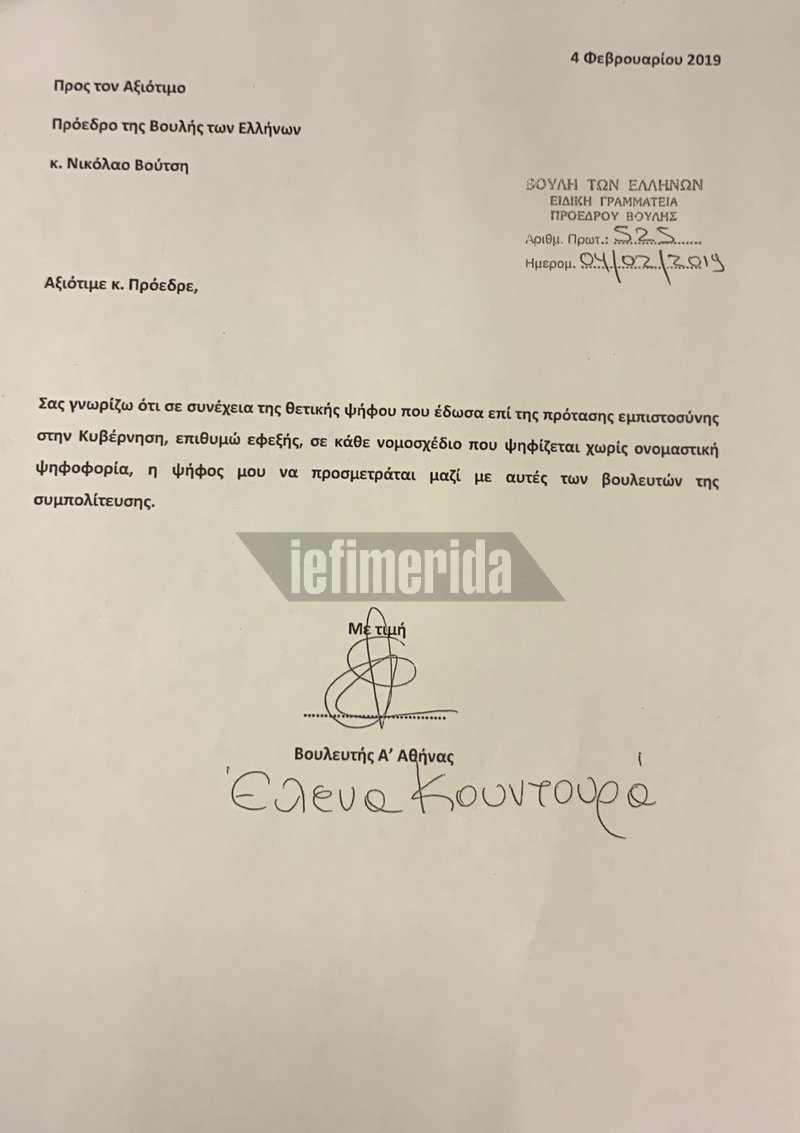 4 Φεβρουαρίου 2019
Προς τον Αξιότιμο
Πρόεδρο της Βουλής των Ελλήνων
κ. Νικόλαο Βούτση
ΒΟΥΛΗ ΤΩΝ ΕΛΛΗΝΩΝ
ΕΙΔΙΚΗ ΓΡΑΜΜΑΤΕΙΑ
ΠΡΟΕΔΡΟΥ ΒΟΥΛΗΣ
Αριθμ. Πρωτ.: 525
Ημερομ. 04/02/2019
Αξιότιμε κ. Πρόεδρε,
Σας γνωρίζω ότι σε συνέχεια της θετικής ψήφου που έδωσα επί της πρότασης εμπιστοσύνης
στην Κυβέρνηση, επιθυμώ εφεξής, σε κάθε νομοσχέδιο που ψηφίζεται χωρίς ονομαστική
ψηφοφορία, η ψήφος μου να προσμετράται μαζί με αυτές των βουλευτών της
συμπολίτευσης.
iefimerida
Με τιμή
Βουλευτής Α’ Αθήνας
Έλενα Κουντουρά